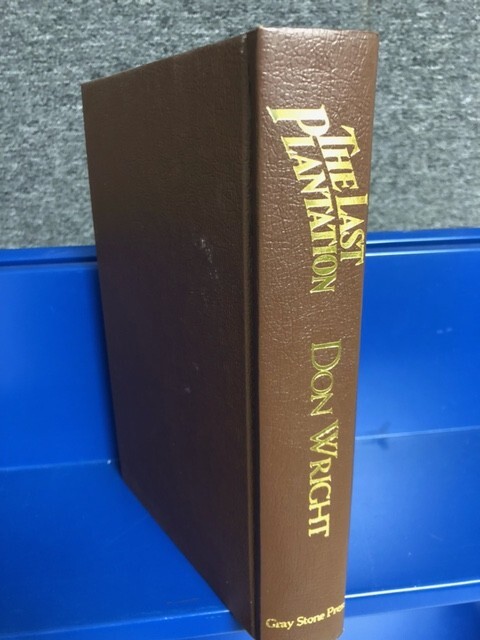 THE LAST
PLANTATION
DON WRIGHT
Gray Stone Press